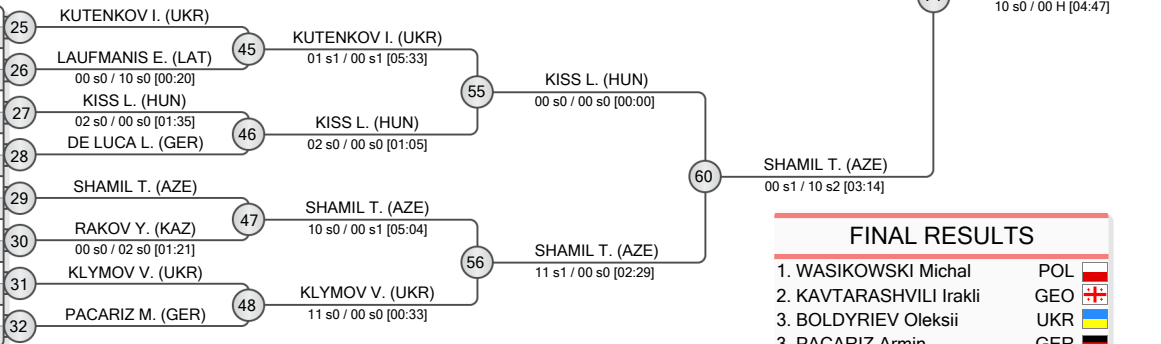 10 s0 / 00 H [04:47]
25
KUTENKOV I. (UKR)
45
KUTENKOV I. (UKR)
01 s1 / 00 s1 [05:33]
26
LAUFMANIS E. (LAT)
00 s0 / 10 s0 [00:20]
55
KISS L. (HUN)
00 s0 / 00 s0 [00:00]
27
KISS L. (HUN)
02 s0 / 00 s0 [01:35]
46
KISS L. (HUN)
02 s0 / 00 s0 [01:05]
28
DE LUCA L. (GER)
60
SHAMIL T. (AZE)
00 s1 / 10 s2 [03:14]
29
SHAMIL T. (AZE)
47
SHAMIL T. (AZE)
10 s0 / 00 s1 [05:04]
30
RAKOV Y. (KAZ)
00 s0 / 02 s0 [01:21]
56
SHAMIL T. (AZE)
11 s1 / 00 s0 [02:29]
31
KLYMOV V. (UKR)
48
KLYMOV V. (UKR)
11 s0 / 00 s0 [00:33]
32
PACARIZ M. (GER)
FINAL RESULTS
1. WASIKOWSKI Michal POL
2. KAVTARASHVILI Irakli GEO
3. BOLDYRIEV Oleksii UKR
3. PACARIZ Armin GER